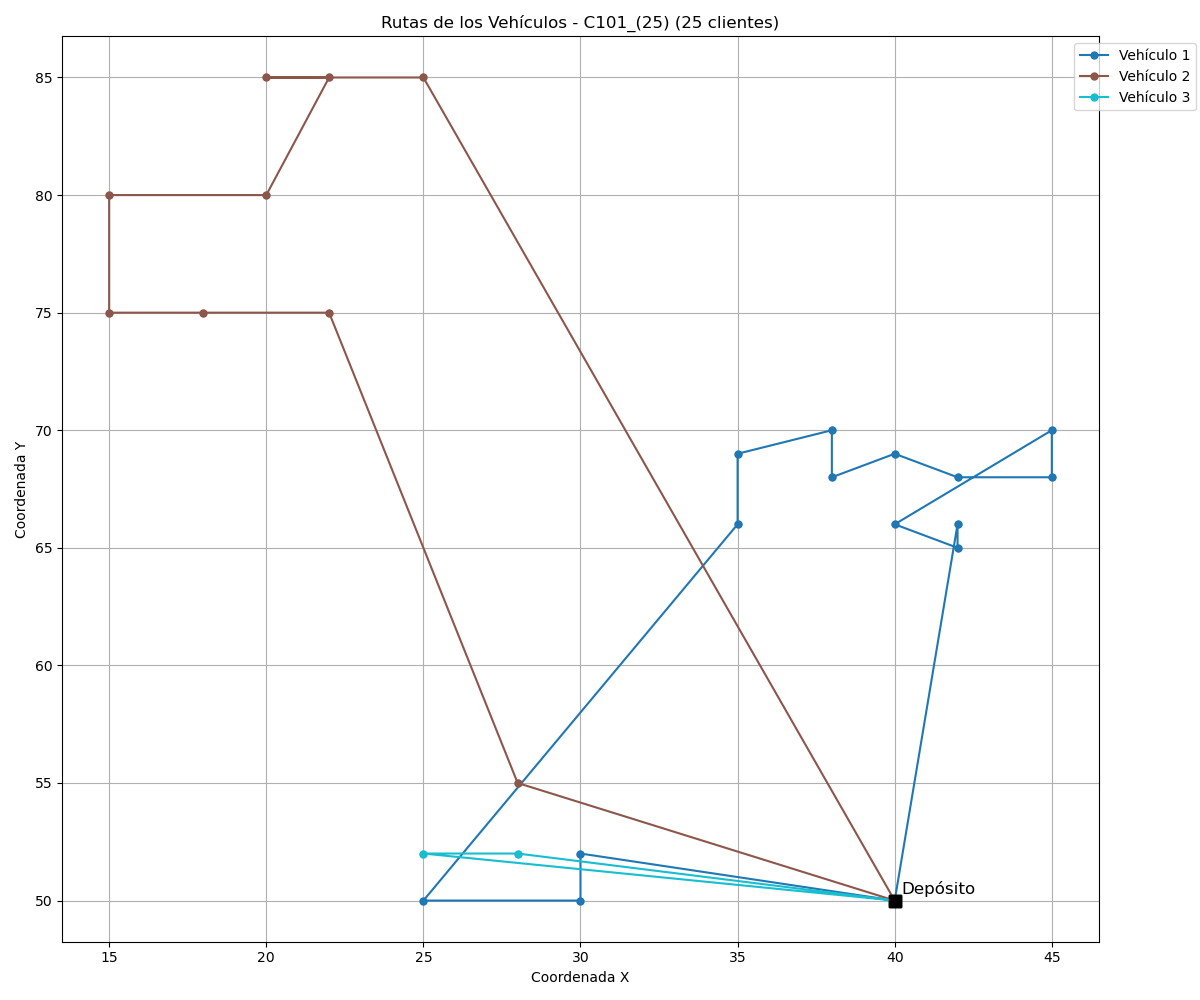 Rutas de los Vehículos - C101_(25) (25 clientes)
Vehículo 1
Vehículo 2
Vehículo 3
85
80
75
70
65
60
55
50
Coordenada Y
Depósito
15 20 25 30 35 40 45
Coordenada X